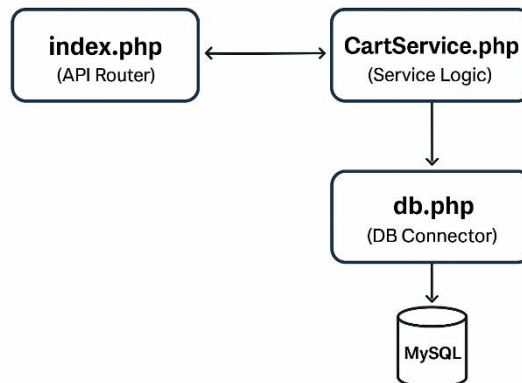 index.php
(API Router)
CartService.php
(Service Logic)
db.php
(DB Connector)
MySQL